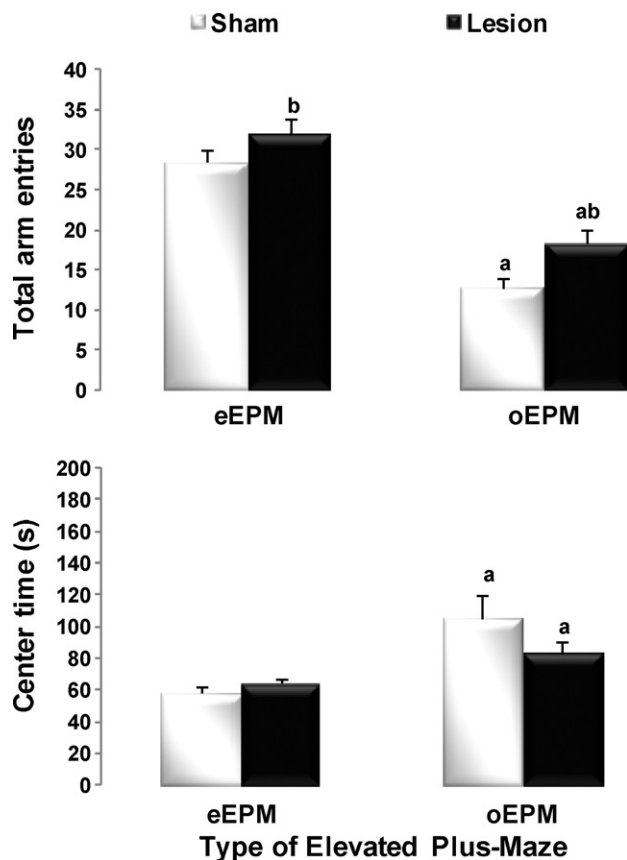 Sham Lesion
Total arm entries
40
35
30
25
20
15
10
5
0
b
a
ab
eEPM oEPM
Center time (s)
200
180
160
140
120
100
80
60
40
20
0
a
a
eEPM oEPM
Type of Elevated Plus-Maze